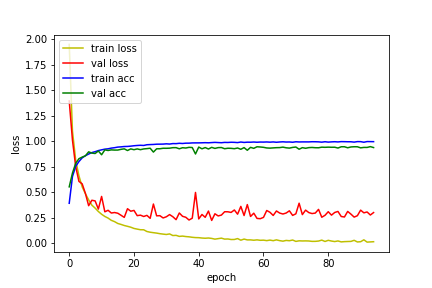 2.00
1.75
1.50
1.25
1.00
0.75
0.50
0.25
0.00
loss
train loss
val loss
train acc
val acc
0 20 40 60 80
epoch